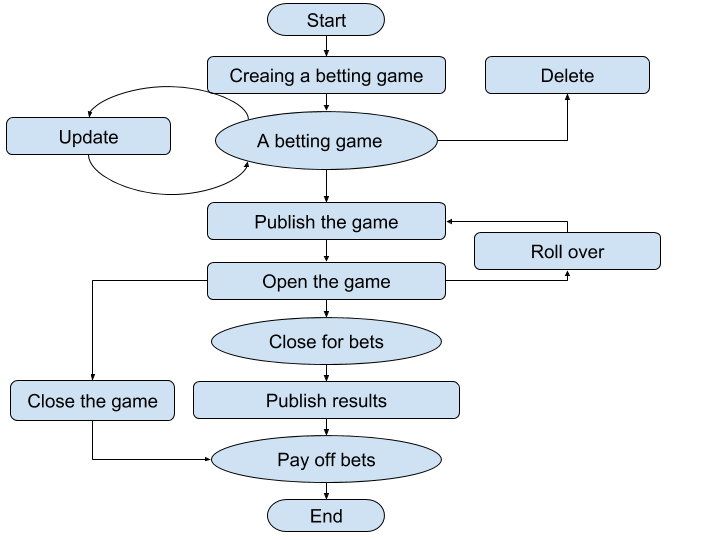 Start
Creaing a betting game
Delete
Update
A betting game
Publish the game
Roll over
Open the game
Close for bets
Close the game
Publish results
Pay off bets
End